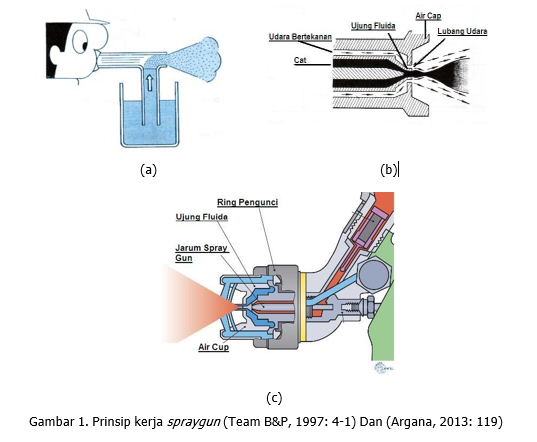 (a)
Udara Bertekanan
Cat
Ujung Fluida
Air Cap
Lubang Udara
(b)
Ring Pengunci
Ujung Fluida
Jarum Spray
Gun
Air Cup
(c)
Gambar 1. Prinsip kerja spraygun (Team B&P, 1997: 4-1) Dan (Argana, 2013: 119)